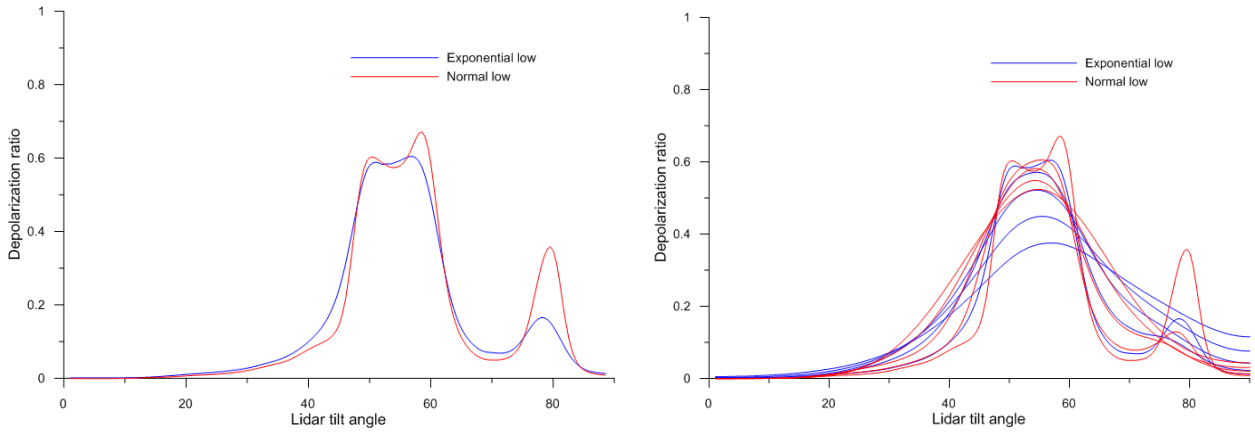 1
0.8
0.6
0.4
0.2
0
Depolarization ratio
0 20 40 60 80
Lidar tilt angle
Exponential low
Normal low
1
0.8
0.6
0.4
0.2
0
Depolarization ratio
0 20 40 60 80
Lidar tilt angle
Exponential low
Normal low